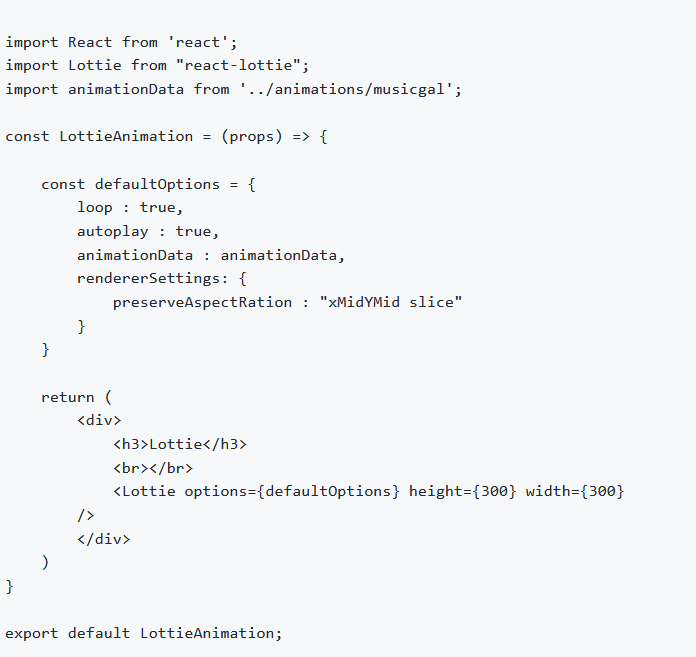 import React from 'react';
import Lottie from "react-lottie";
import animationData from '../animations/musicgal';

const LottieAnimation = (props) => {

    const defaultOptions = {
        loop : true,
        autoplay : true,
        animationData : animationData,
        rendererSettings: {
            preserveAspectRation : "xMidYMid slice"
        }
    }

    return (
        <div>
            <h3>Lottie</h3>
            <br></br>
            <Lottie options={defaultOptions} height={300} width={300}
        />
        </div>
    )
}

export default LottieAnimation;